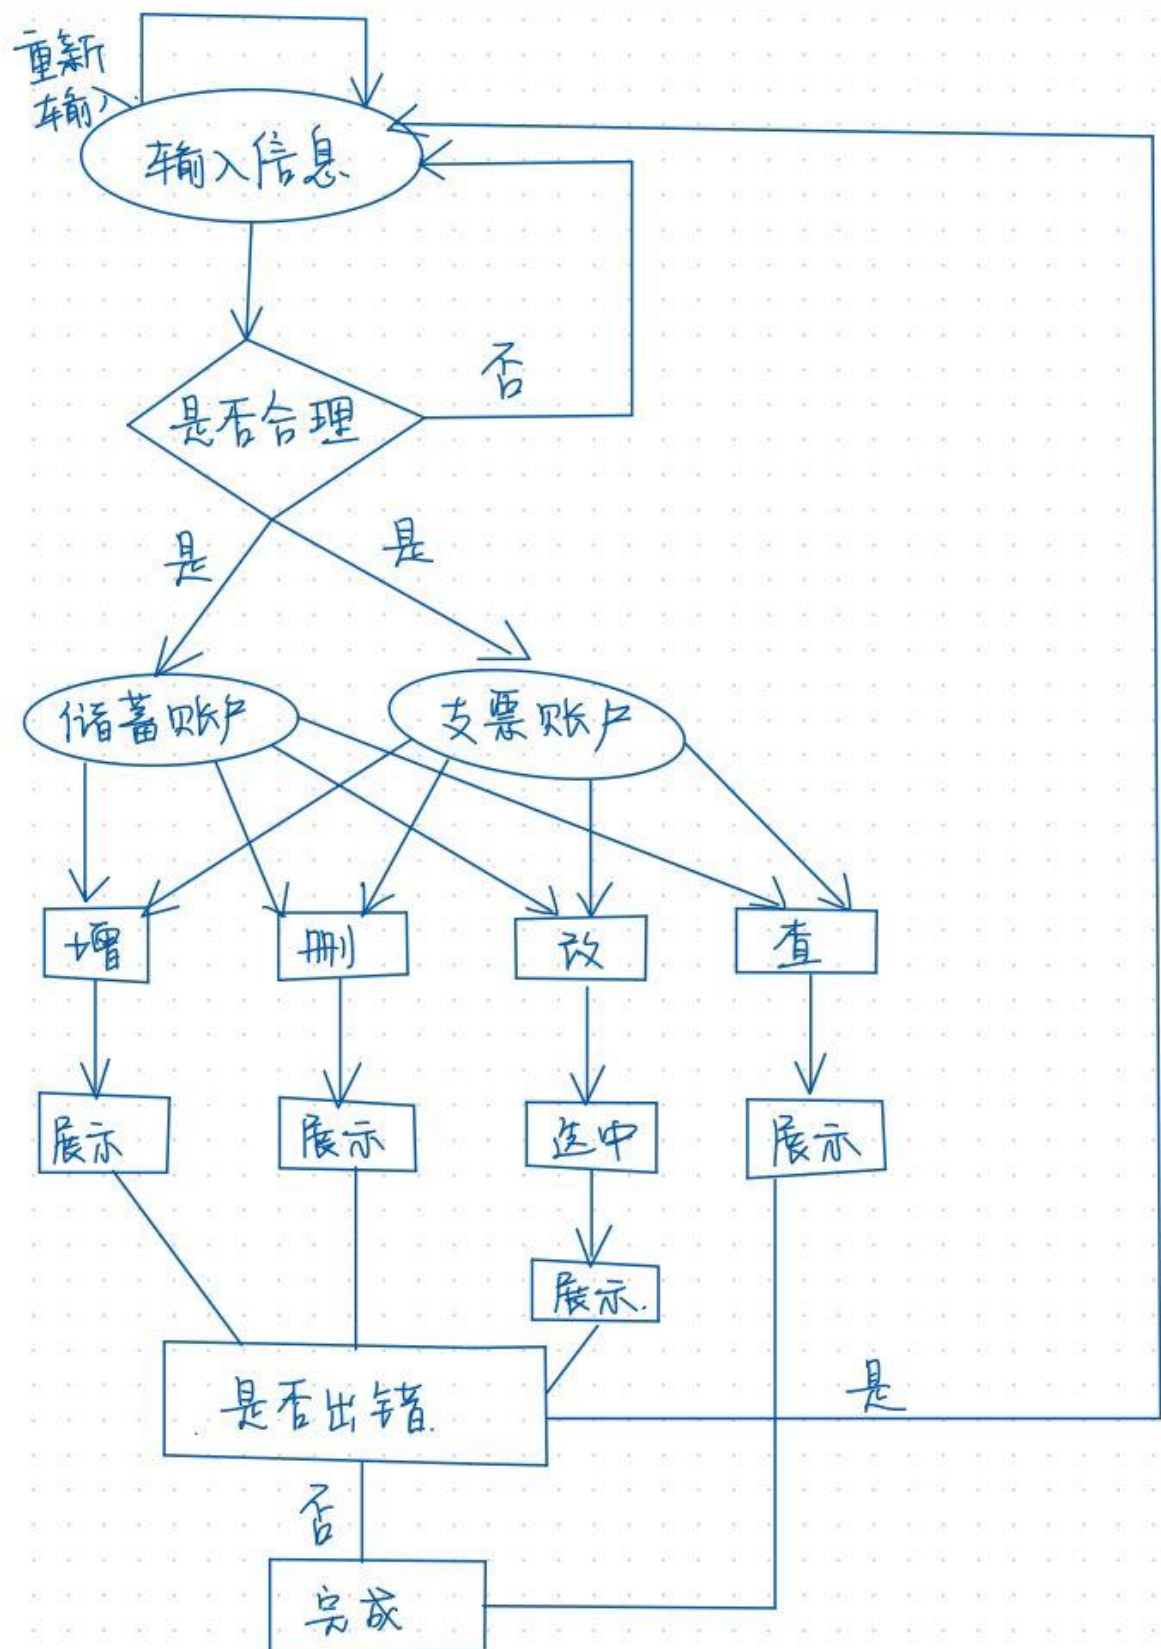 重新
输入
输入信息
否
是否合理
是
是
储蓄账户
支票账户
增
删
改
查
展示
展示
选中
展示
展示.
是
是否出错.
否
完成